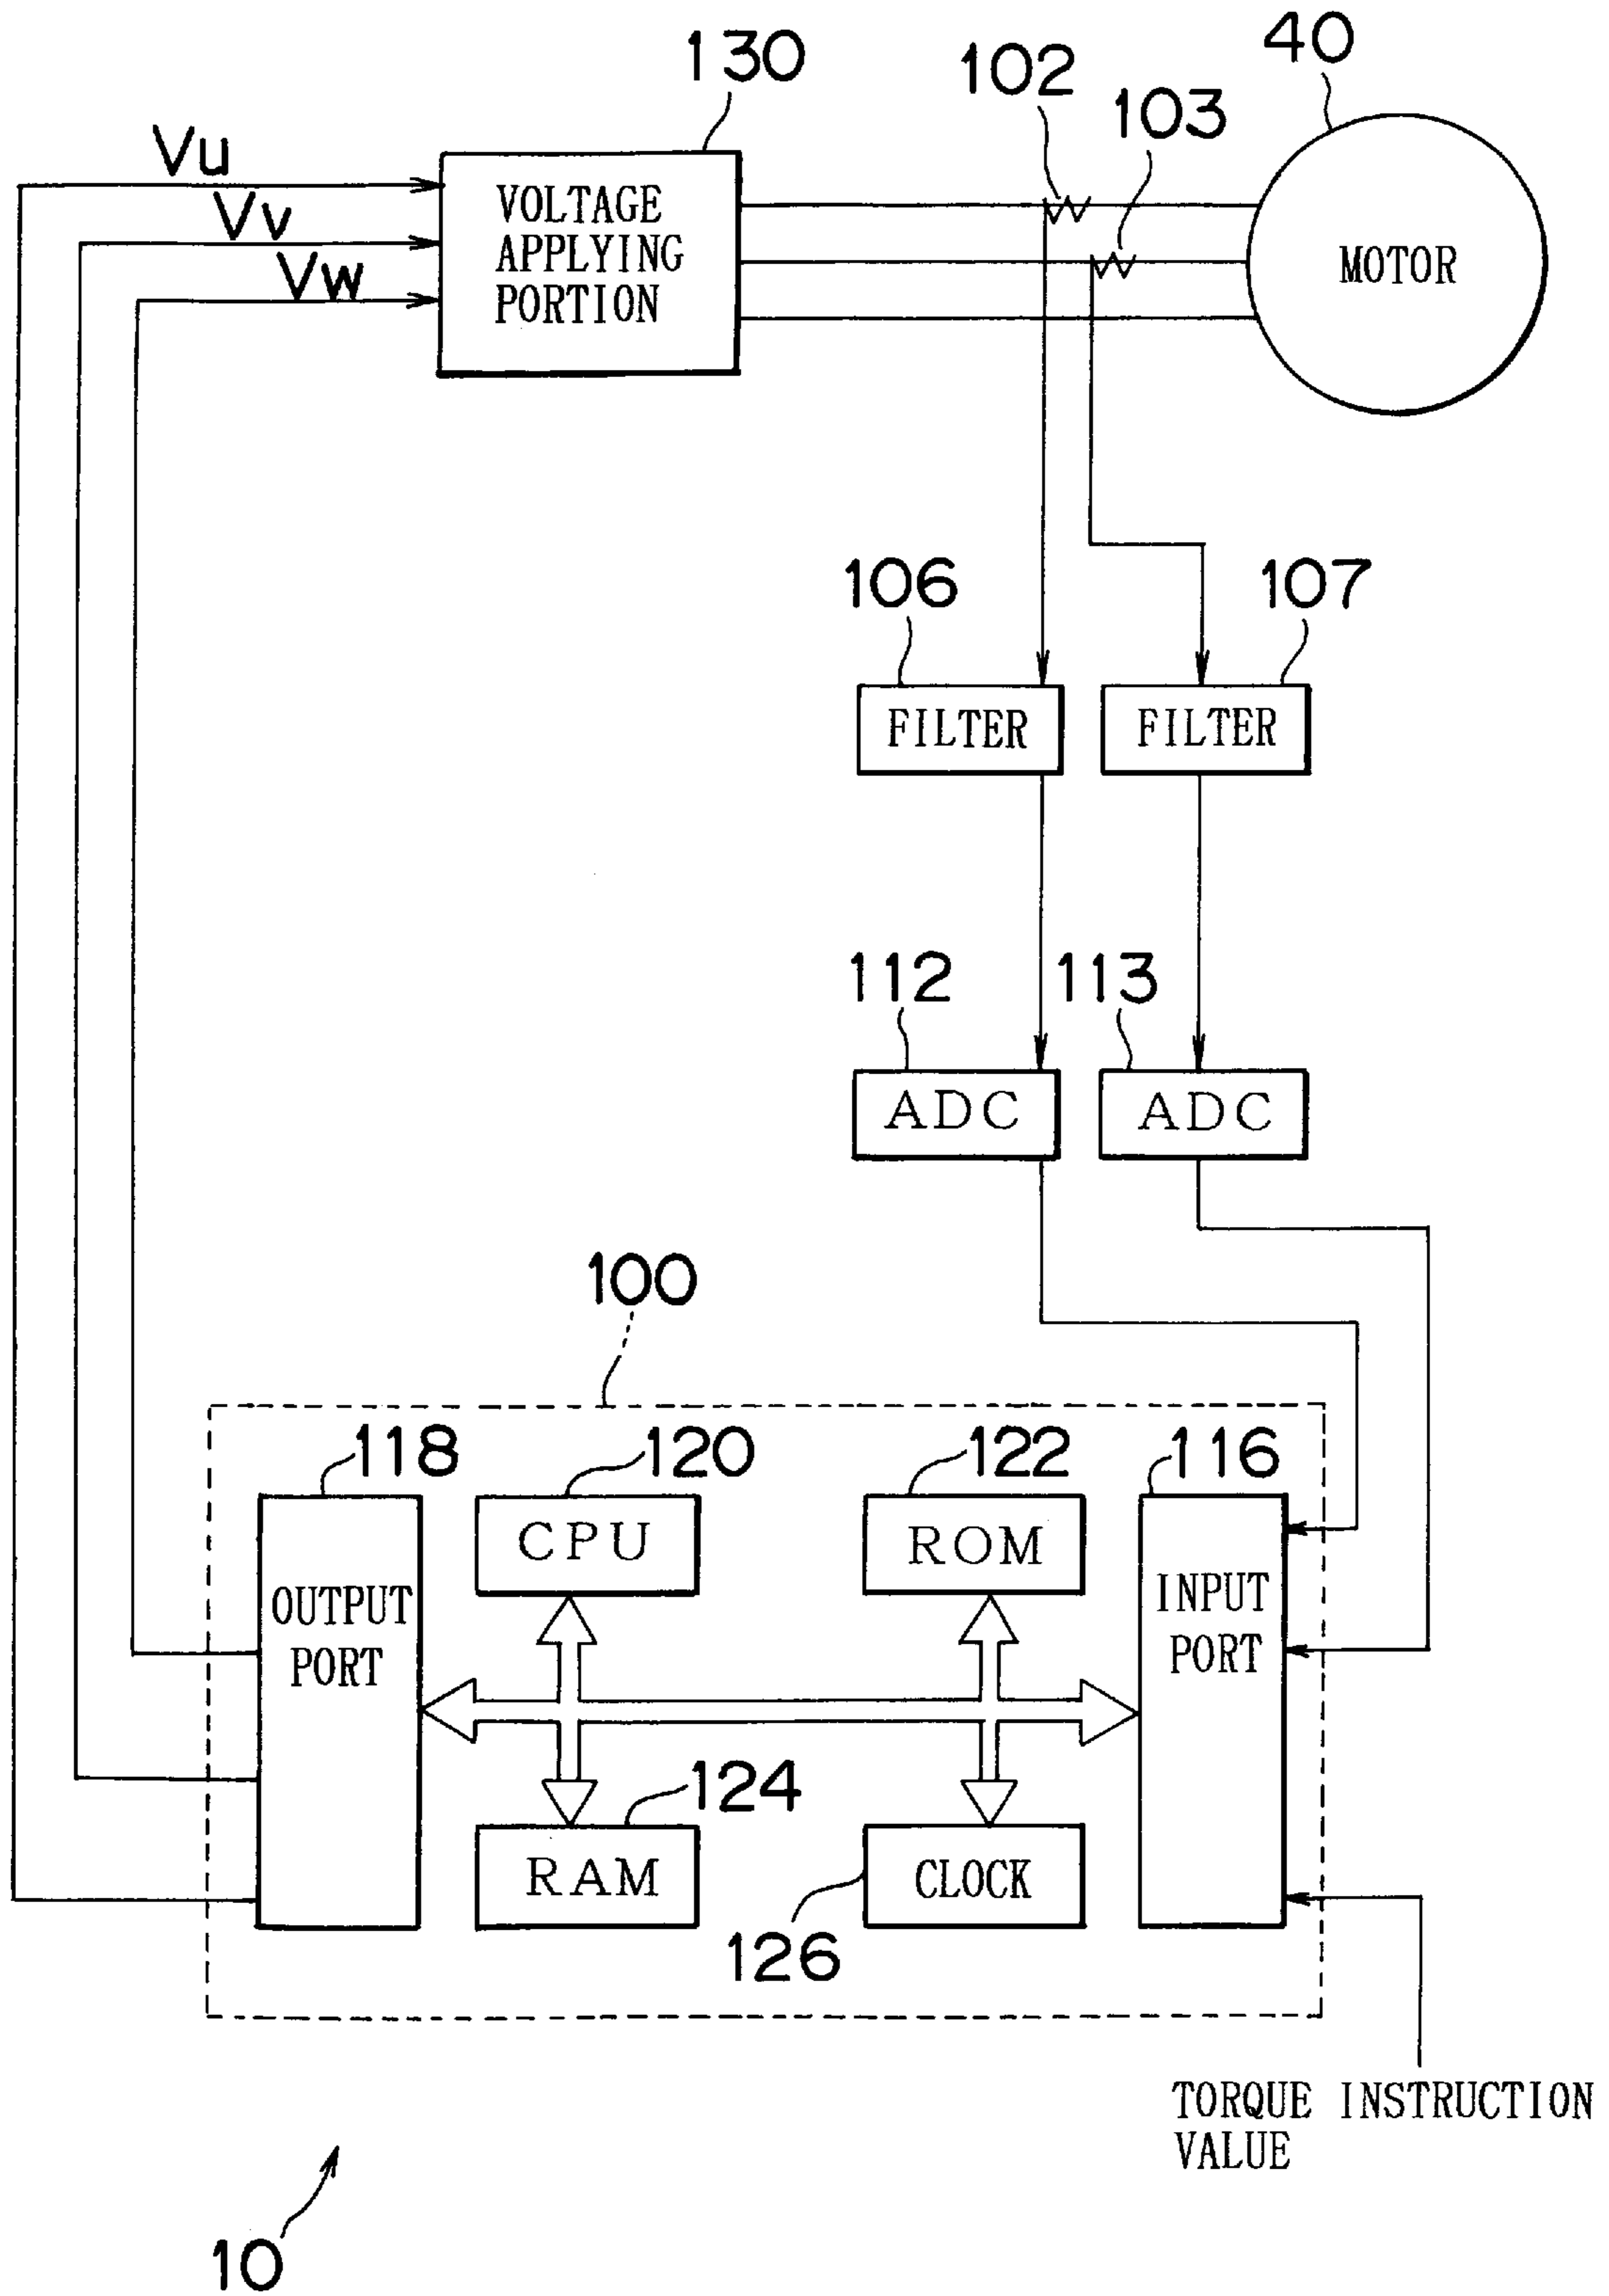 130
102
40
103
Vu
Vv
Vw
VOLTAGE
APPLYING
PORTION
MOTOR
106
107
FILTER
FILTER
112
113
ADC
ADC
100
118
120
122
116
CPU
ROM
OUTPUT
PORT
INPUT
PORT
124
RAM
CLOCK
126
TORQUE INSTRUCTION
VALUE
10